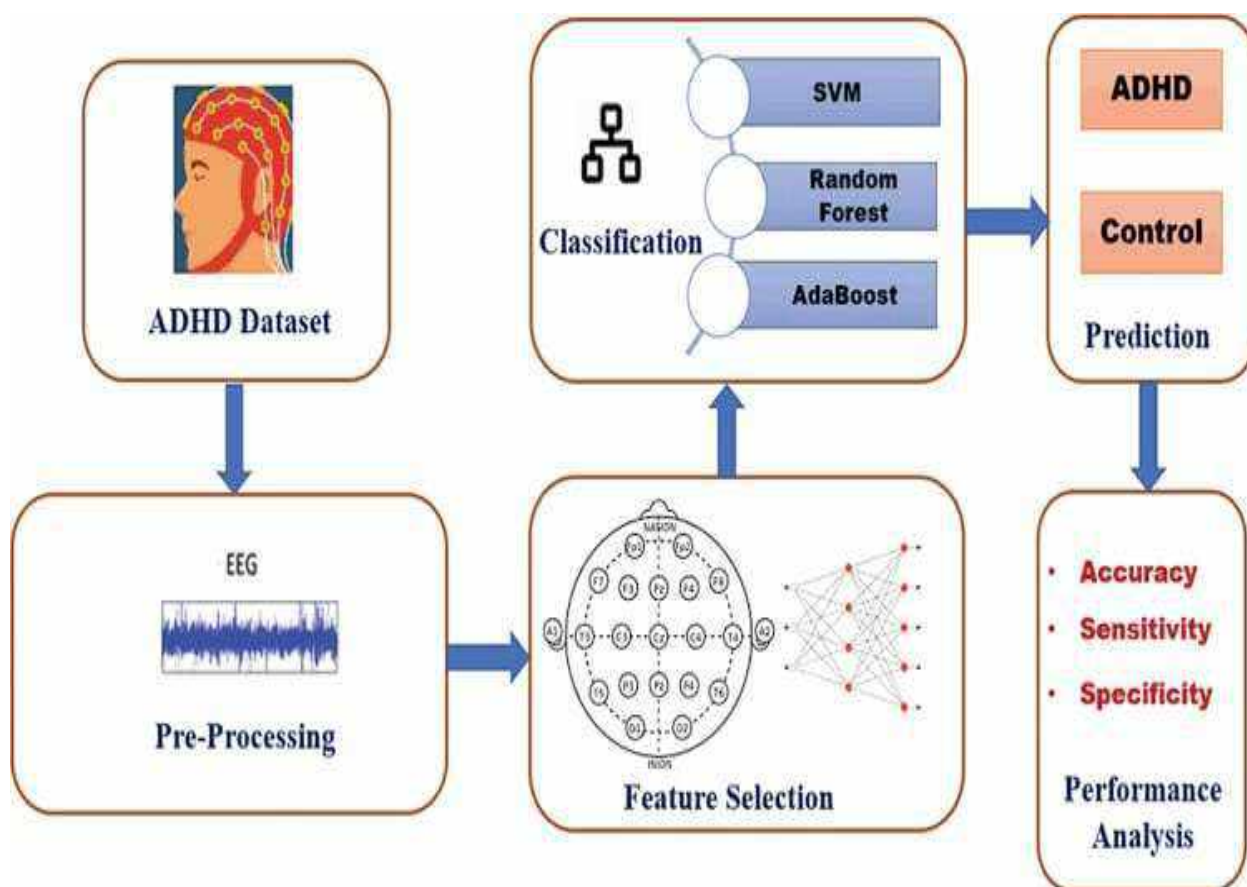 ADHD Dataset
EEG
Pre-Processing
NASION
Fp1 Fp2
F7 F3 Fz F4 F8
A1 T3 C3 Cz C4 T4 A2
T5 P3 Pz P4 T6
O1 O2
INION
Feature Selection
Classification
SVM
Random
Forest
AdaBoost
ADHD
Control
Prediction
• Accuracy
• Sensitivity
• Specificity
Performance
Analysis